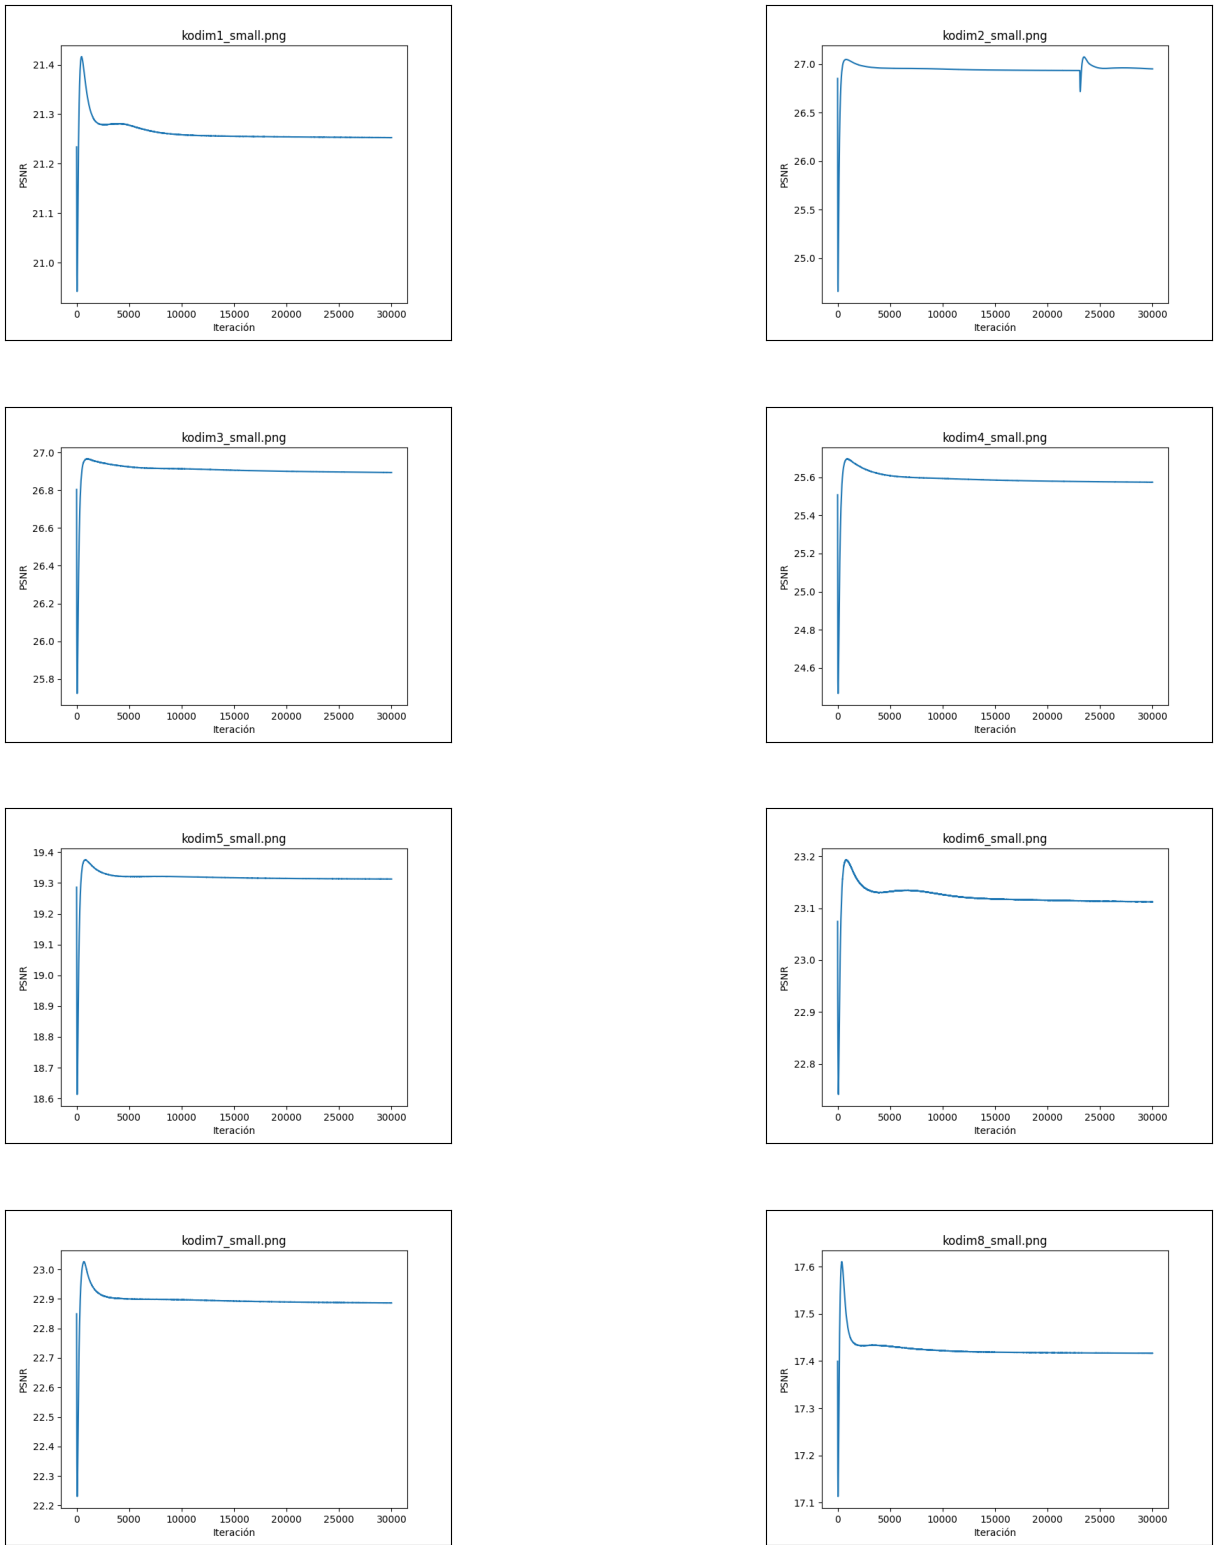 kodim1_small.png
PSNR
21.4
21.3
21.2
21.1
21.0
0 5000 10000 15000 20000 25000 30000
Iteración
kodim2_small.png
PSNR
27.0
26.5
26.0
25.5
25.0
0 5000 10000 15000 20000 25000 30000
Iteración
kodim3_small.png
PSNR
27.0
26.8
26.6
26.4
26.2
26.0
25.8
0 5000 10000 15000 20000 25000 30000
Iteración
kodim4_small.png
PSNR
25.6
25.4
25.2
25.0
24.8
24.6
0 5000 10000 15000 20000 25000 30000
Iteración
kodim5_small.png
PSNR
19.4
19.3
19.2
19.1
19.0
18.9
18.8
18.7
18.6
0 5000 10000 15000 20000 25000 30000
Iteración
kodim6_small.png
PSNR
23.2
23.1
23.0
22.9
22.8
0 5000 10000 15000 20000 25000 30000
Iteración
kodim7_small.png
PSNR
23.0
22.9
22.8
22.7
22.6
22.5
22.4
22.3
22.2
0 5000 10000 15000 20000 25000 30000
Iteración
kodim8_small.png
PSNR
17.6
17.5
17.4
17.3
17.2
17.1
0 5000 10000 15000 20000 25000 30000
Iteración